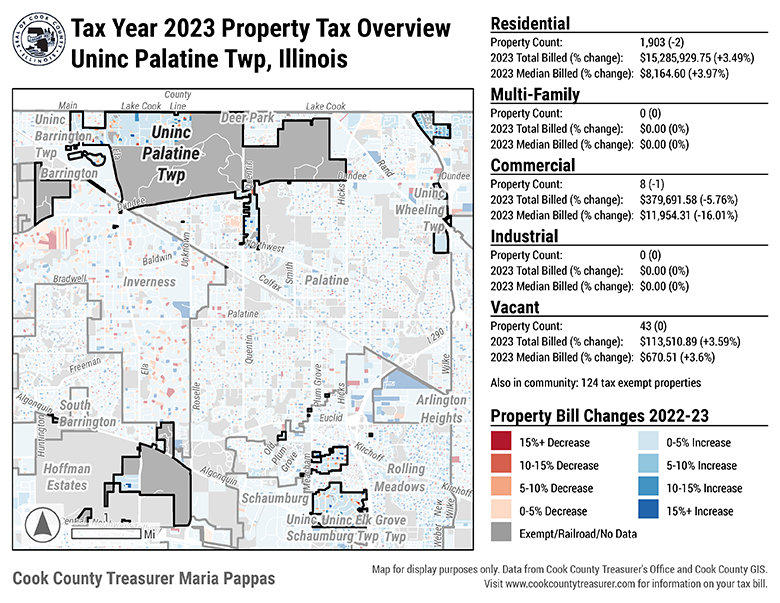 SEAL OF COOK COUNTY
ILLINOIS
Tax Year 2023 Property Tax Overview
Uninc Palatine Twp, Illinois
County
Main Lake Cook Line Lake Cook
Uninc
Barrington
Twp
Barrington
Uninc
Palatine
Twp
Deer Park
Ela
Dundee
Quentin
Hicks
Dundee
Rand
Dundee
Uninc
Wheeling
Twp
Northwest
Unknown
Baldwin
Smith
Colfax
Bradwell
Inverness
Palatine
Palatine
I 290
Quentin
Wilke
Freeman
Ela
Roselle
Plum Grove
Hicks
Algonquin
South
Barrington
Arlington
Heights
Euclid
Huntington
Old
Plum
Grove
Meacham
Kirchoff
Hoffman
Estates
Algonquin
Rolling
Meadows
Kirchoff
Schaumburg
Uninc
Schaumburg Twp
Uninc Elk Grove
Twp
Weber
New
Wilke
Mi
Residential
Property Count: 1,903 (-2)
2023 Total Billed (% change): $15,285,929.75 (+3.49%)
2023 Median Billed (% change): $8,164.60 (+3.97%)
Multi-Family
Property Count: 0 (0)
2023 Total Billed (% change): $0.00 (0%)
2023 Median Billed (% change): $0.00 (0%)
Commercial
Property Count: 8 (-1)
2023 Total Billed (% change): $379,691.58 (-5.76%)
2023 Median Billed (% change): $11,954.31 (-16.01%)
Industrial
Property Count: 0 (0)
2023 Total Billed (% change): $0.00 (0%)
2023 Median Billed (% change): $0.00 (0%)
Vacant
Property Count: 43 (0)
2023 Total Billed (% change): $113,510.89 (+3.59%)
2023 Median Billed (% change): $670.51 (+3.6%)
Also in community: 124 tax exempt properties
Property Bill Changes 2022-23
15%+ Decrease
10-15% Decrease
5-10% Decrease
0-5% Decrease
0-5% Increase
5-10% Increase
10-15% Increase
15%+ Increase
Exempt/Railroad/No Data
Cook County Treasurer Maria Pappas
Map for display purposes only. Data from Cook County Treasurer's Office and Cook County GIS.
Visit www.cookcountytreasurer.com for information on your tax bill.